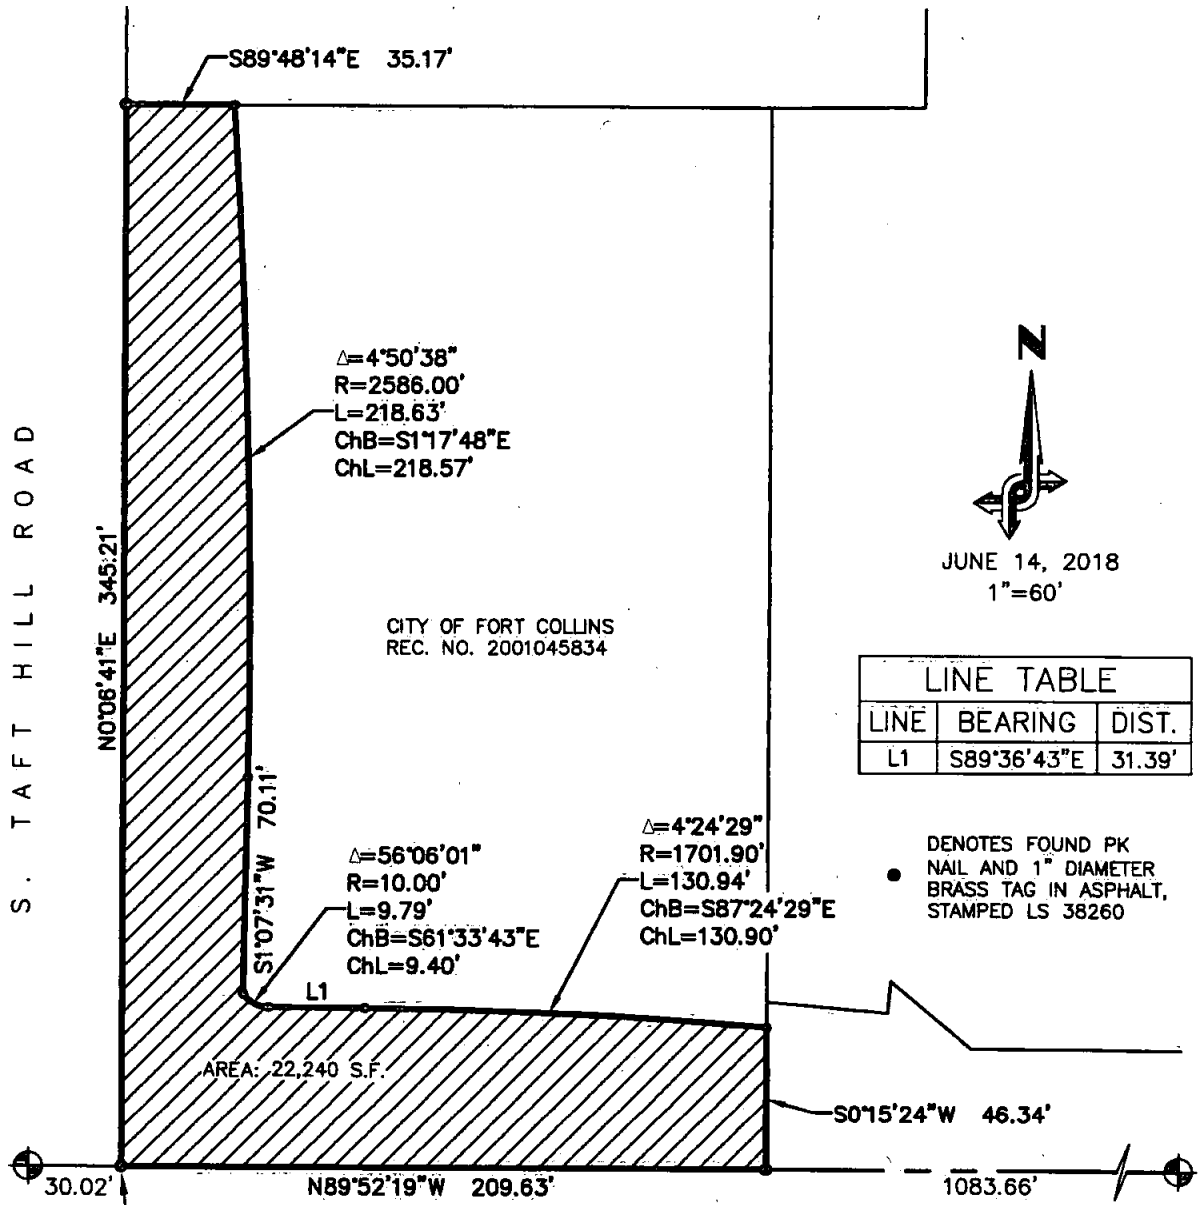 S89°48'14"E 35.17'
Δ=4°50'38"
R=2586.00'
L=218.63'
ChB=S1°17'48"E
ChL=218.57'
N
JUNE 14, 2018
1"=60'
S. TAFT HILL ROAD
N0°06'41"E 345.21'
CITY OF FORT COLLINS
REC. NO. 2001045834
LINE TABLE
LINE BEARING DIST.
L1 S89°36'43"E 31.39'
S1°07'31"W 70.11'
Δ=56°06'01"
R=10.00'
L=9.79'
ChB=S61°33'43"E
ChL=9.40'
Δ=4°24'29"
R=1701.90'
L=130.94'
ChB=S87°24'29"E
ChL=130.90'
DENOTES FOUND PK
NAIL AND 1" DIAMETER
BRASS TAG IN ASPHALT,
STAMPED LS 38260
L1
AREA: 22,240 S.F.
S0°15'24"W 46.34'
30.02'
N89°52'19"W 209.63'
1083.66'